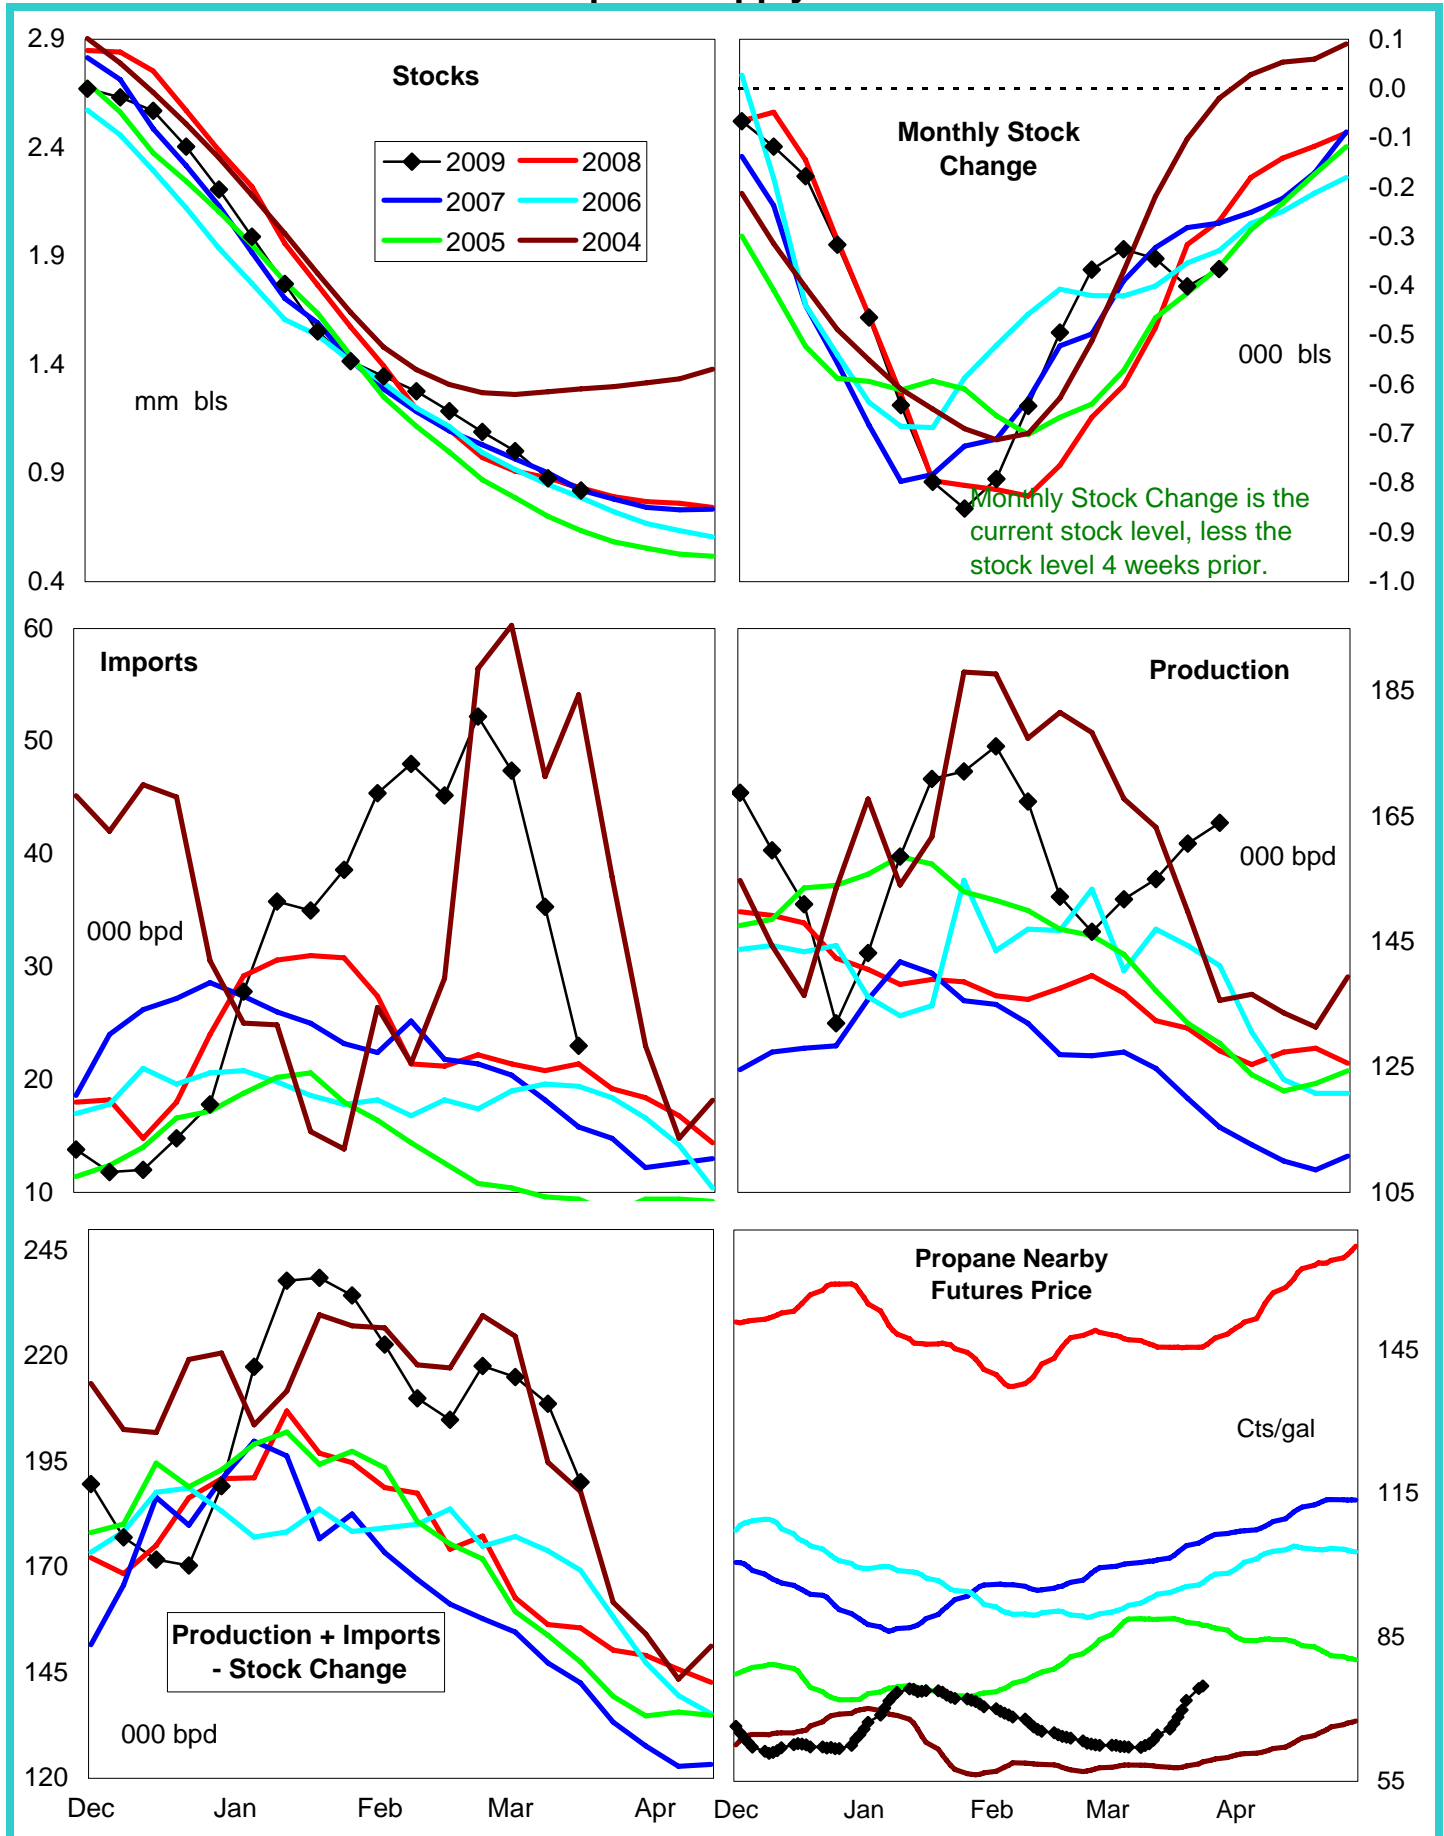 Stocks
2.9
2.4
1.9
1.4
0.9
0.4
2009
2008
2007
2006
2005
2004
mm bls
Monthly Stock
Change
0.1
0.0
-0.1
-0.2
-0.3
-0.4
-0.5
-0.6
-0.7
-0.8
-0.9
-1.0
000 bls
Monthly Stock Change is the
current stock level, less the
stock level 4 weeks prior.
Imports
60
50
40
30
20
10
000 bpd
Production
185
165
145
125
105
000 bpd
245
220
195
170
145
120
Production + Imports
- Stock Change
000 bpd
Dec
Jan
Feb
Mar
Apr
Propane Nearby
Futures Price
Cts/gal
145
115
85
55
Dec
Jan
Feb
Mar
Apr